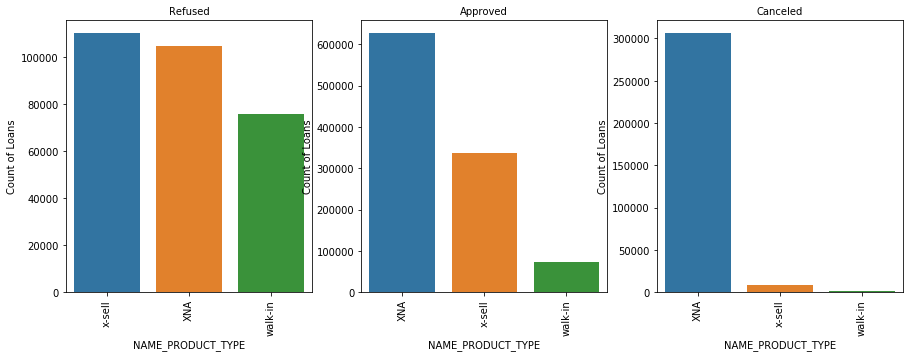 Refused
Approved
Canceled
Count of Loans
100000
80000
60000
40000
20000
0
x-sell
XNA
walk-in
NAME_PRODUCT_TYPE
Count of Loans
600000
500000
400000
300000
200000
100000
0
XNA
x-sell
walk-in
NAME_PRODUCT_TYPE
Count of Loans
300000
250000
200000
150000
100000
50000
0
XNA
x-sell
walk-in
NAME_PRODUCT_TYPE